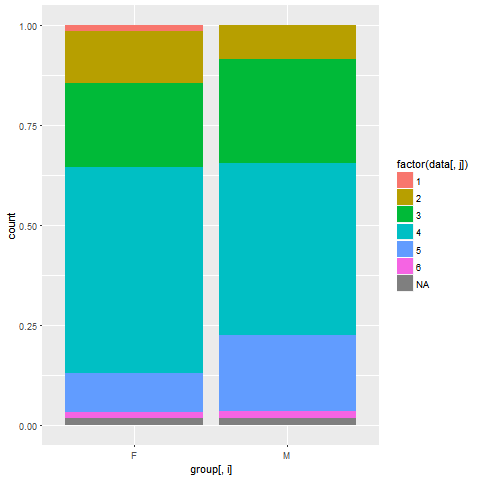 1.00
0.75
0.50
0.25
0.00
count
F M
group[, i]
factor(data[, j])
1
2
3
4
5
6
NA